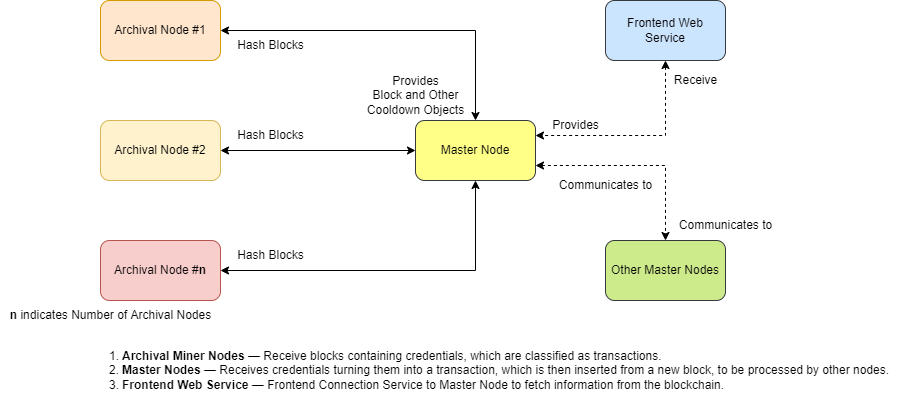 Archival Node #1
Hash Blocks
Frontend Web
Service
Receive
Provides
Block and Other
Cooldown Objects
Archival Node #2
Hash Blocks
Master Node
Provides
Communicates to
Communicates to
Archival Node #n
Hash Blocks
Other Master Nodes
n indicates Number of Archival Nodes
1. Archival Miner Nodes — Receive blocks containing credentials, which are classified as transactions.
2. Master Nodes — Receives credentials turning them into a transaction, which is then inserted from a new block, to be processed by other nodes.
3. Frontend Web Service — Frontend Connection Service to Master Node to fetch information from the blockchain.